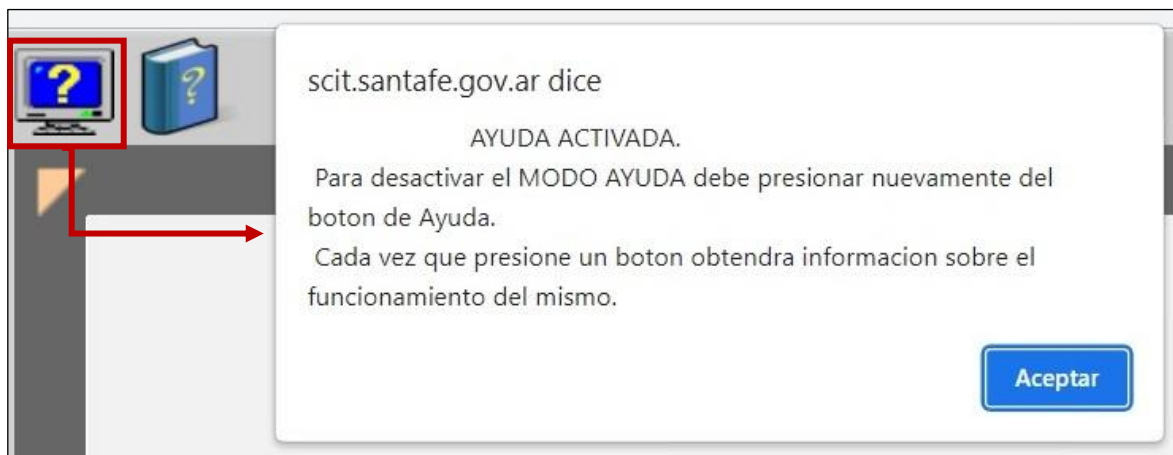 ?
?
scit.santafe.gov.ar dice
AYUDA ACTIVADA.
Para desactivar el MODO AYUDA debe presionar nuevamente del
boton de Ayuda.
Cada vez que presione un boton obtendra informacion sobre el
funcionamiento del mismo.
Aceptar